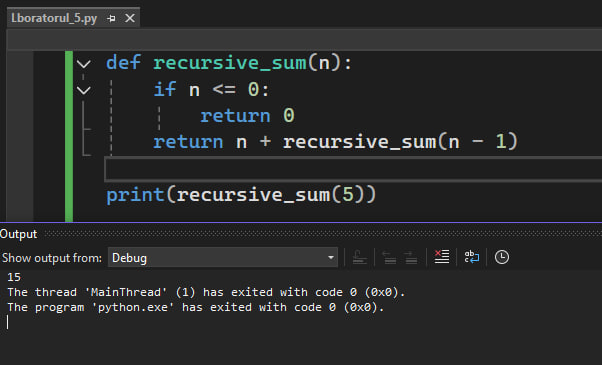 Lboratorul_5.py
def recursive_sum(n):
if n <= 0:
return 0
return n + recursive_sum(n - 1)
print(recursive_sum(5))
Output
Show output from: Debug
15
The thread 'MainThread' (1) has exited with code 0 (0x0).
The program 'python.exe' has exited with code 0 (0x0).